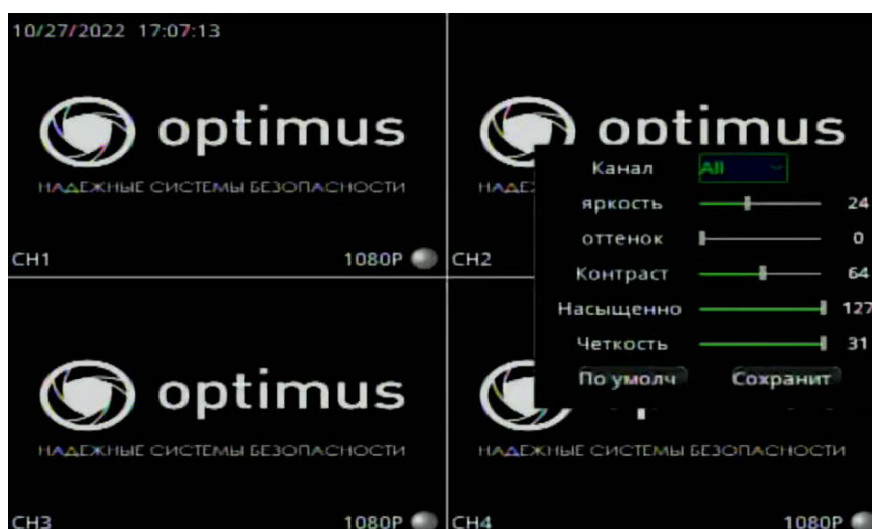 10/27/2022 17:07:13
optimus
НАДЕЖНЫЕ СИСТЕМЫ БЕЗОПАСНОСТИ
CH1 1080P
optimus
CH2
Канал All
яркость 24
оттенок 0
Контраст 64
Насыщенно 127
Четкость 31
По умолч Сохранит
optimus
НАДЕЖНЫЕ СИСТЕМЫ БЕЗОПАСНОСТИ
CH3 1080P
НАДЕЖНЫЕ СИСТЕМЫ БЕЗОПАСНОСТИ
CH4 1080P